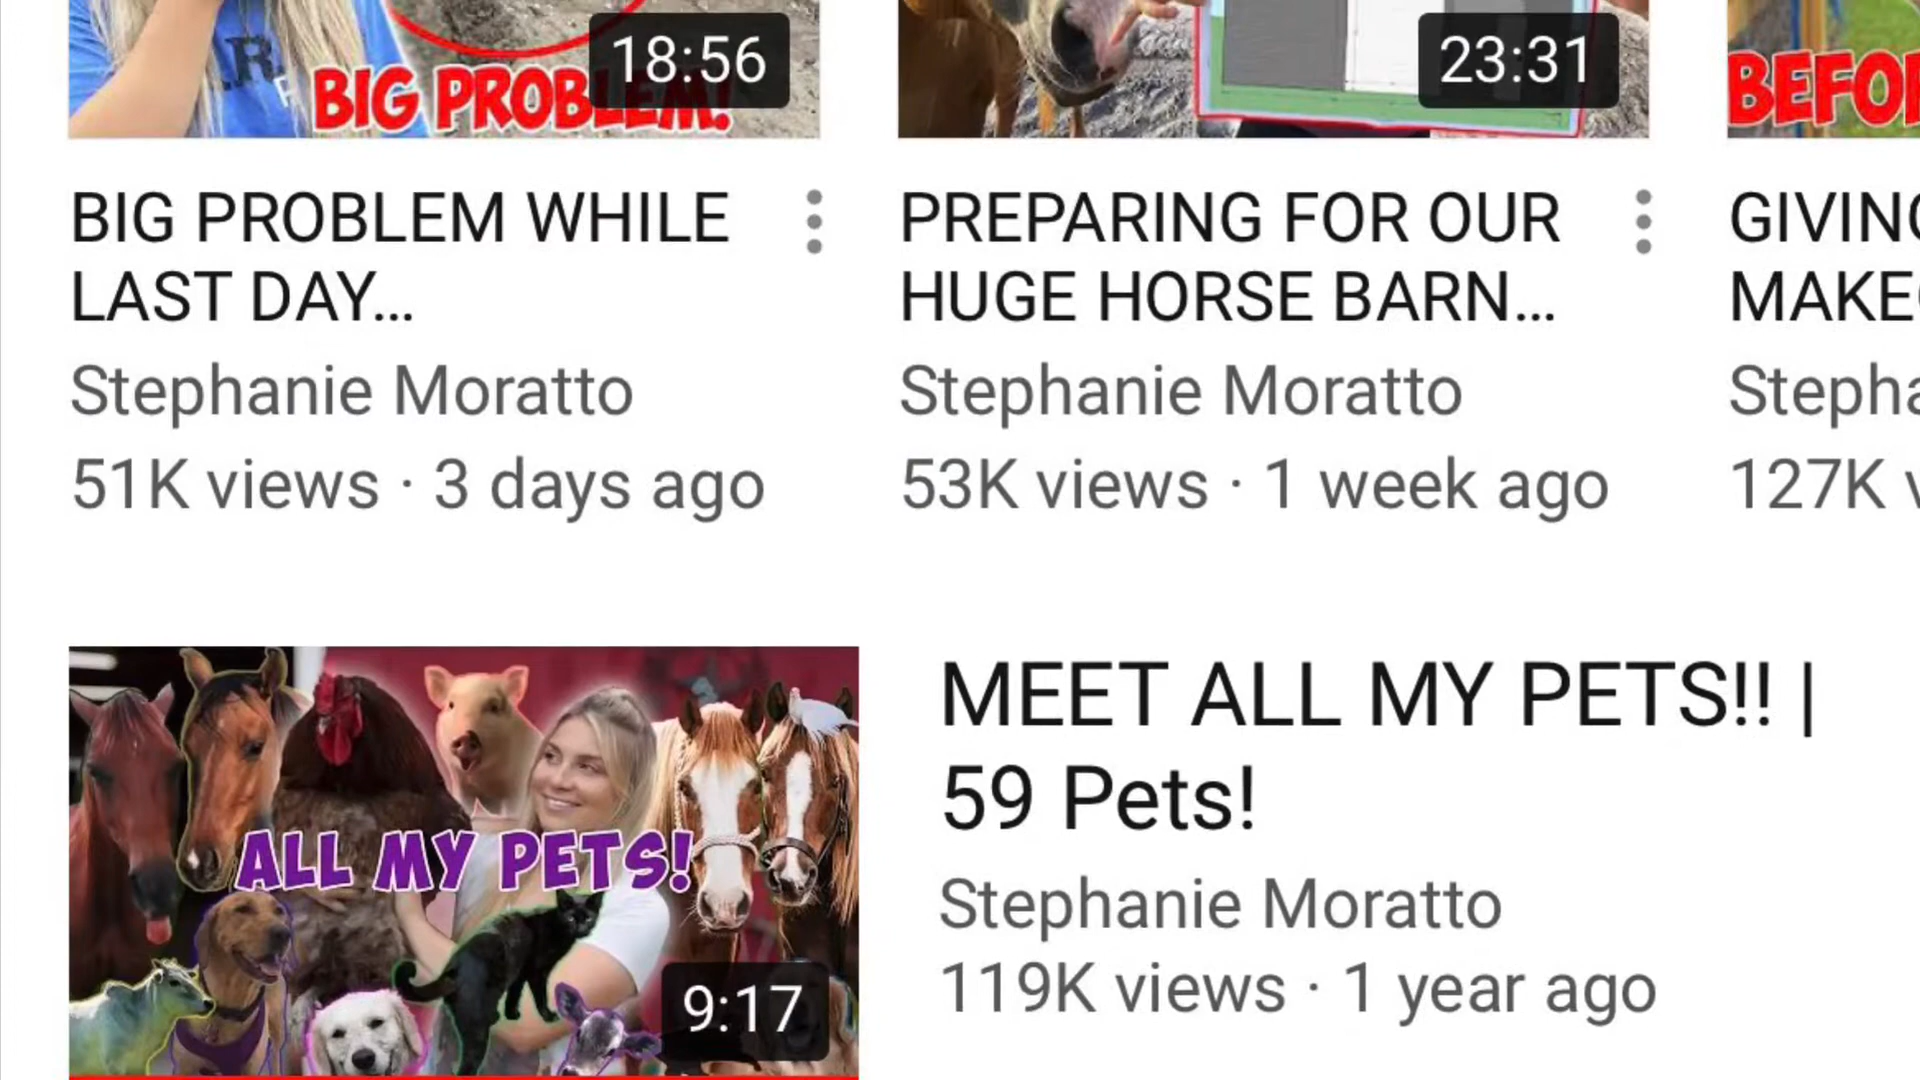 BIG PROBLEM!
18:56
23:31
BEFO
BIG PROBLEM WHILE
LAST DAY...
Stephanie Moratto
51K views · 3 days ago
PREPARING FOR OUR
HUGE HORSE BARN...
Stephanie Moratto
53K views · 1 week ago
GIVING
MAKE
Stepha
127K v
ALL MY PETS!
9:17
MEET ALL MY PETS!! |
59 Pets!
Stephanie Moratto
119K views · 1 year ago